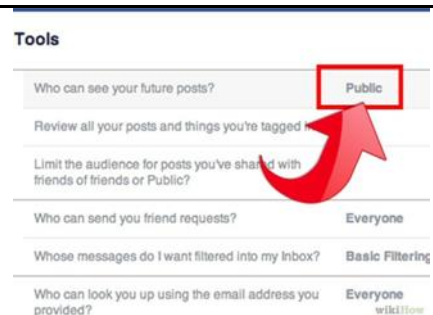 Tools
Who can see your future posts? Public
Review all your posts and things you're tagged
Limit the audience for posts you've shared with
friends of friends or Public?
Who can send you friend requests? Everyone
Whose messages do I want filtered into my Inbox? Basic Filtering
Who can look you up using the email address you Everyone
provided? wikiHow